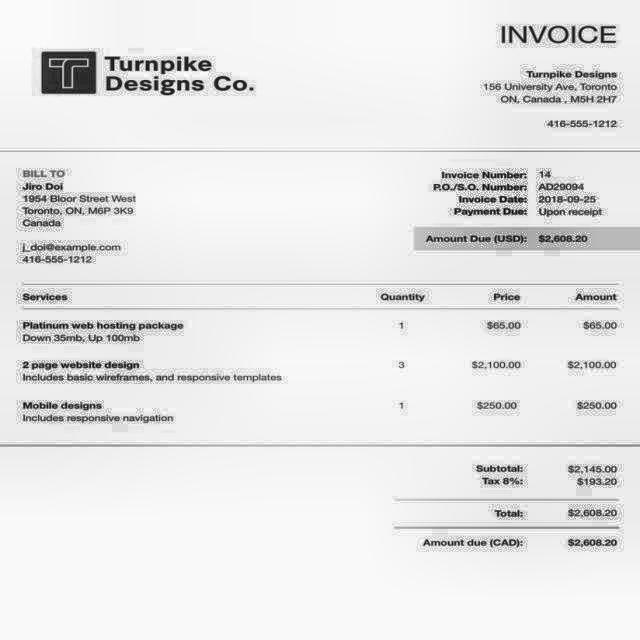 INVOICE
Turnpike
Designs Co.
Turnpike Designs
156 University Ave, Toronto
ON, Canada , M5H 2H7
416-555-1212
BILL TO
Jiro Doi
1954 Bloor Street West
Toronto, ON, M6P 3K9
Canada
j_doi@example.com
416-555-1212
Invoice Number: 14
P.O./S.O. Number: AD29094
Invoice Date: 2018-09-25
Payment Due: Upon receipt
Amount Due (USD): $2,608.20
Services Quantity Price Amount
Platinum web hosting package 1 $65.00 $65.00
Down 35mb, Up 100mb
2 page website design 3 $2,100.00 $2,100.00
Includes basic wireframes, and responsive templates
Mobile designs 1 $250.00 $250.00
Includes responsive navigation
Subtotal: $2,145.00
Tax 8%: $193.20
Total: $2,608.20
Amount due (CAD): $2,608.20